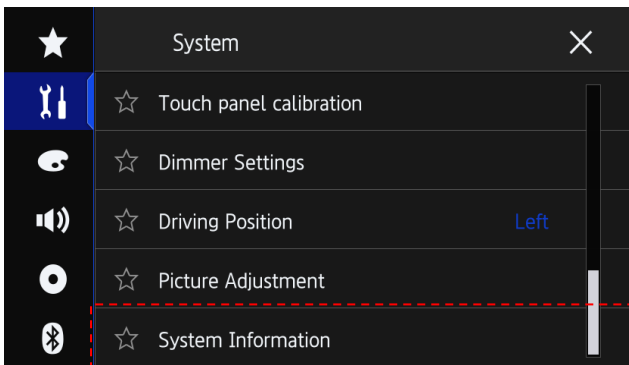 System
Touch panel calibration
Dimmer Settings
Driving Position Left
Picture Adjustment
System Information